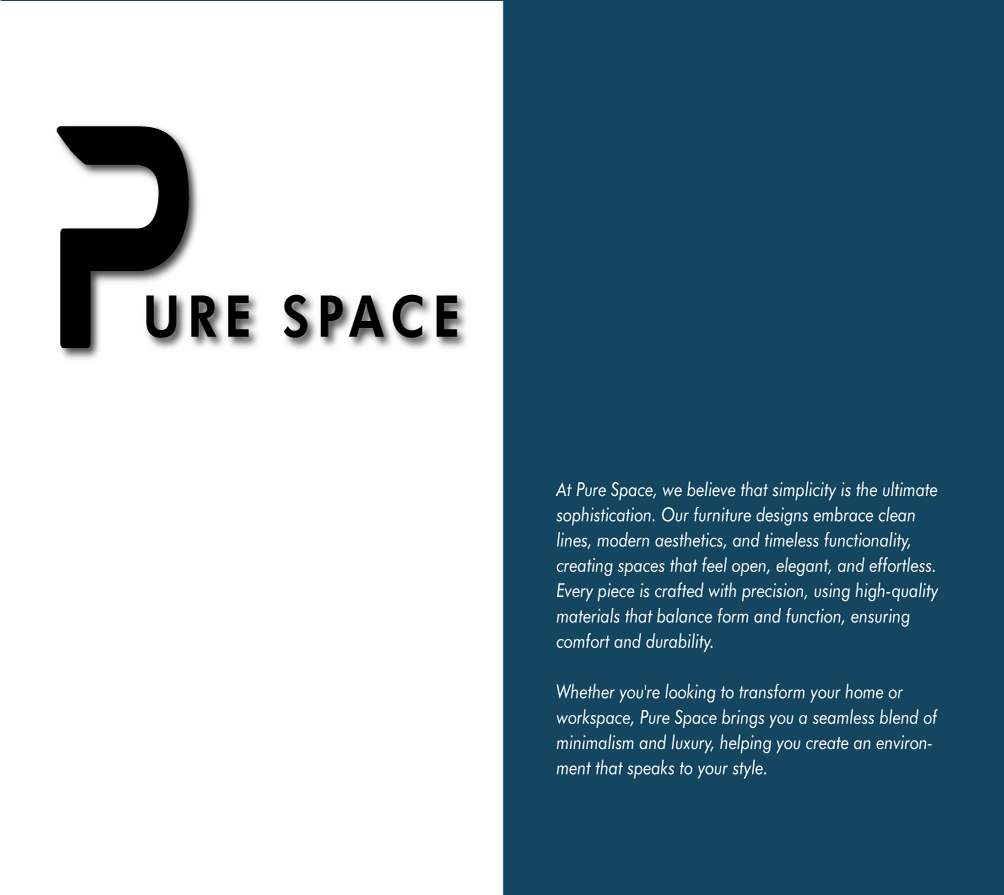 PURE SPACE
At Pure Space, we believe that simplicity is the ultimate
sophistication. Our furniture designs embrace clean
lines, modern aesthetics, and timeless functionality,
creating spaces that feel open, elegant, and effortless.
Every piece is crafted with precision, using high-quality
materials that balance form and function, ensuring
comfort and durability.
Whether you're looking to transform your home or
workspace, Pure Space brings you a seamless blend of
minimalism and luxury, helping you create an environ-
ment that speaks to your style.